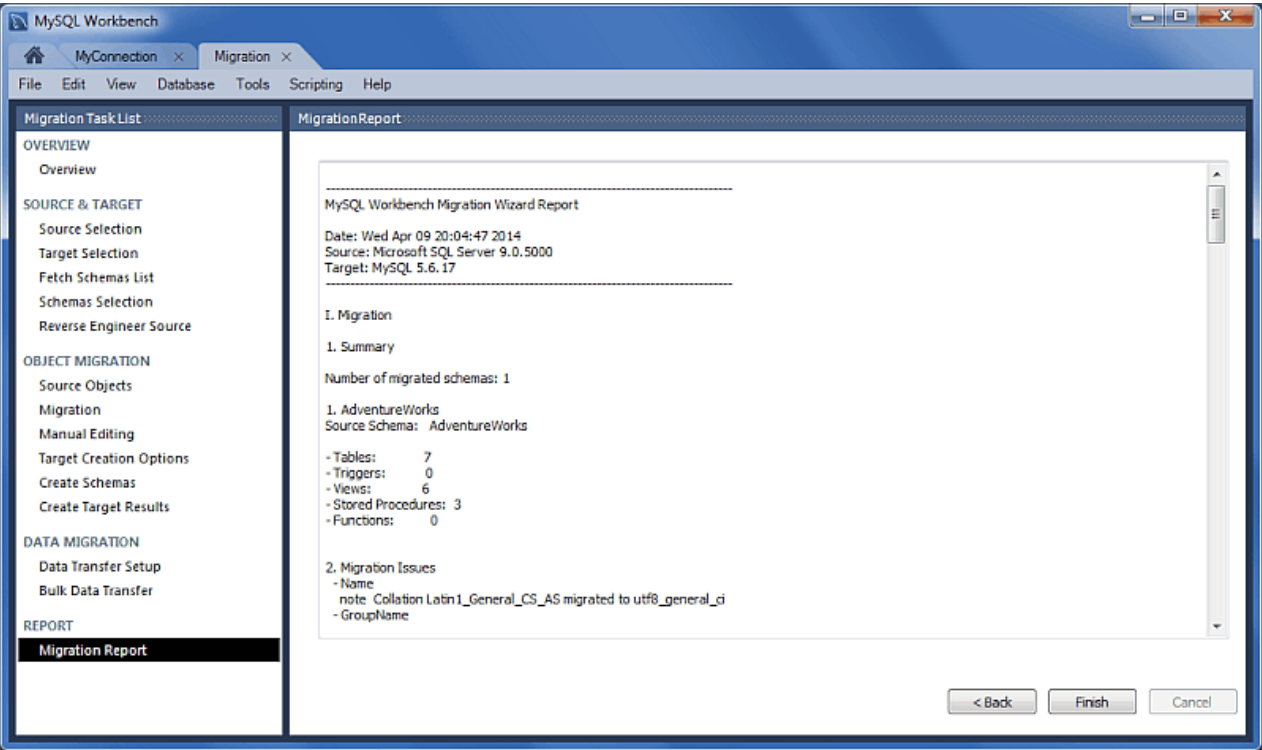 MySQL Workbench
MyConnection
Migration
File Edit View Database Tools Scripting Help
Migration Task List
OVERVIEW
Overview
SOURCE & TARGET
Source Selection
Target Selection
Fetch Schemas List
Schemas Selection
Reverse Engineer Source
OBJECT MIGRATION
Source Objects
Migration
Manual Editing
Target Creation Options
Create Schemas
Create Target Results
DATA MIGRATION
Data Transfer Setup
Bulk Data Transfer
REPORT
Migration Report
Migration Report
--------------------------------------------------------------------------------
MySQL Workbench Migration Wizard Report
Date: Wed Apr 09 20:04:47 2014
Source: Microsoft SQL Server 9.0.5000
Target: MySQL 5.6.17
--------------------------------------------------------------------------------
I. Migration
1. Summary
Number of migrated schemas: 1
1. AdventureWorks
Source Schema: AdventureWorks
- Tables: 7
- Triggers: 0
- Views: 6
- Stored Procedures: 3
- Functions: 0
2. Migration Issues
- Name
note Collation Latin1_General_CS_AS migrated to utf8_general_ci
- GroupName
< Back
Finish
Cancel